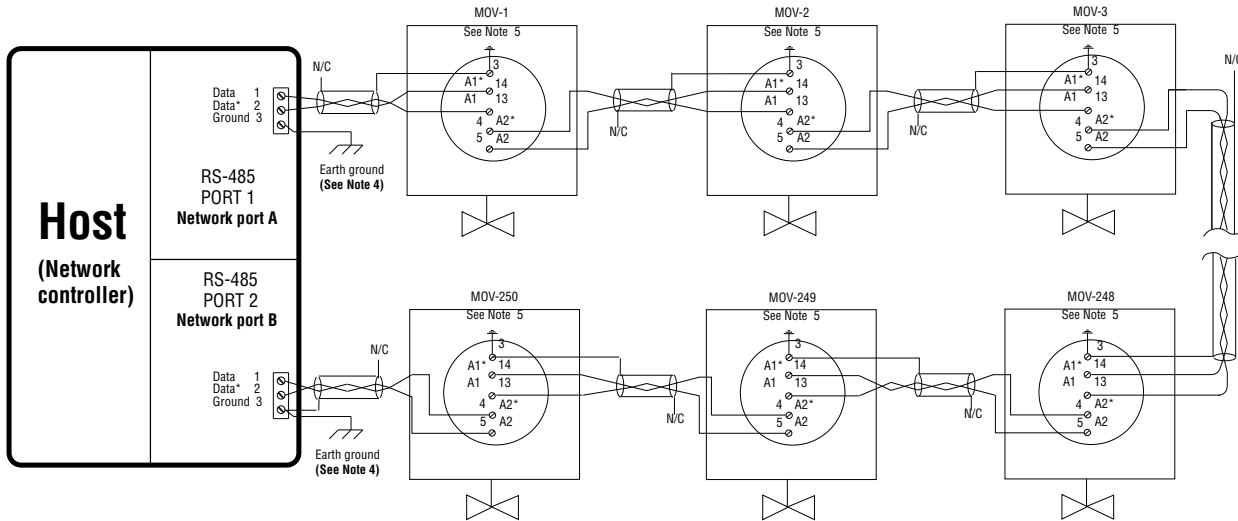 Host
(Network
controller)
RS-485
PORT 1
Network port A
Data 1
Data* 2
Ground 3
N/C
Earth ground
(See Note 4)
MOV-1
See Note 5
3
A1* 14
A1 13
4 A2*
5 A2
N/C
MOV-2
See Note 5
3
A1* 14
A1 13
4 A2*
5 A2
N/C
MOV-3
See Note 5
3
A1* 14
A1 13
4 A2*
5 A2
N/C
RS-485
PORT 2
Network port B
Data 1
Data* 2
Ground 3
N/C
Earth ground
(See Note 4)
MOV-250
See Note 5
3
A1* 14
A1 13
4 A2*
5 A2
N/C
MOV-249
See Note 5
3
A1* 14
A1 13
4 A2*
5 A2
N/C
MOV-248
See Note 5
3
A1* 14
A1 13
4 A2*
5 A2